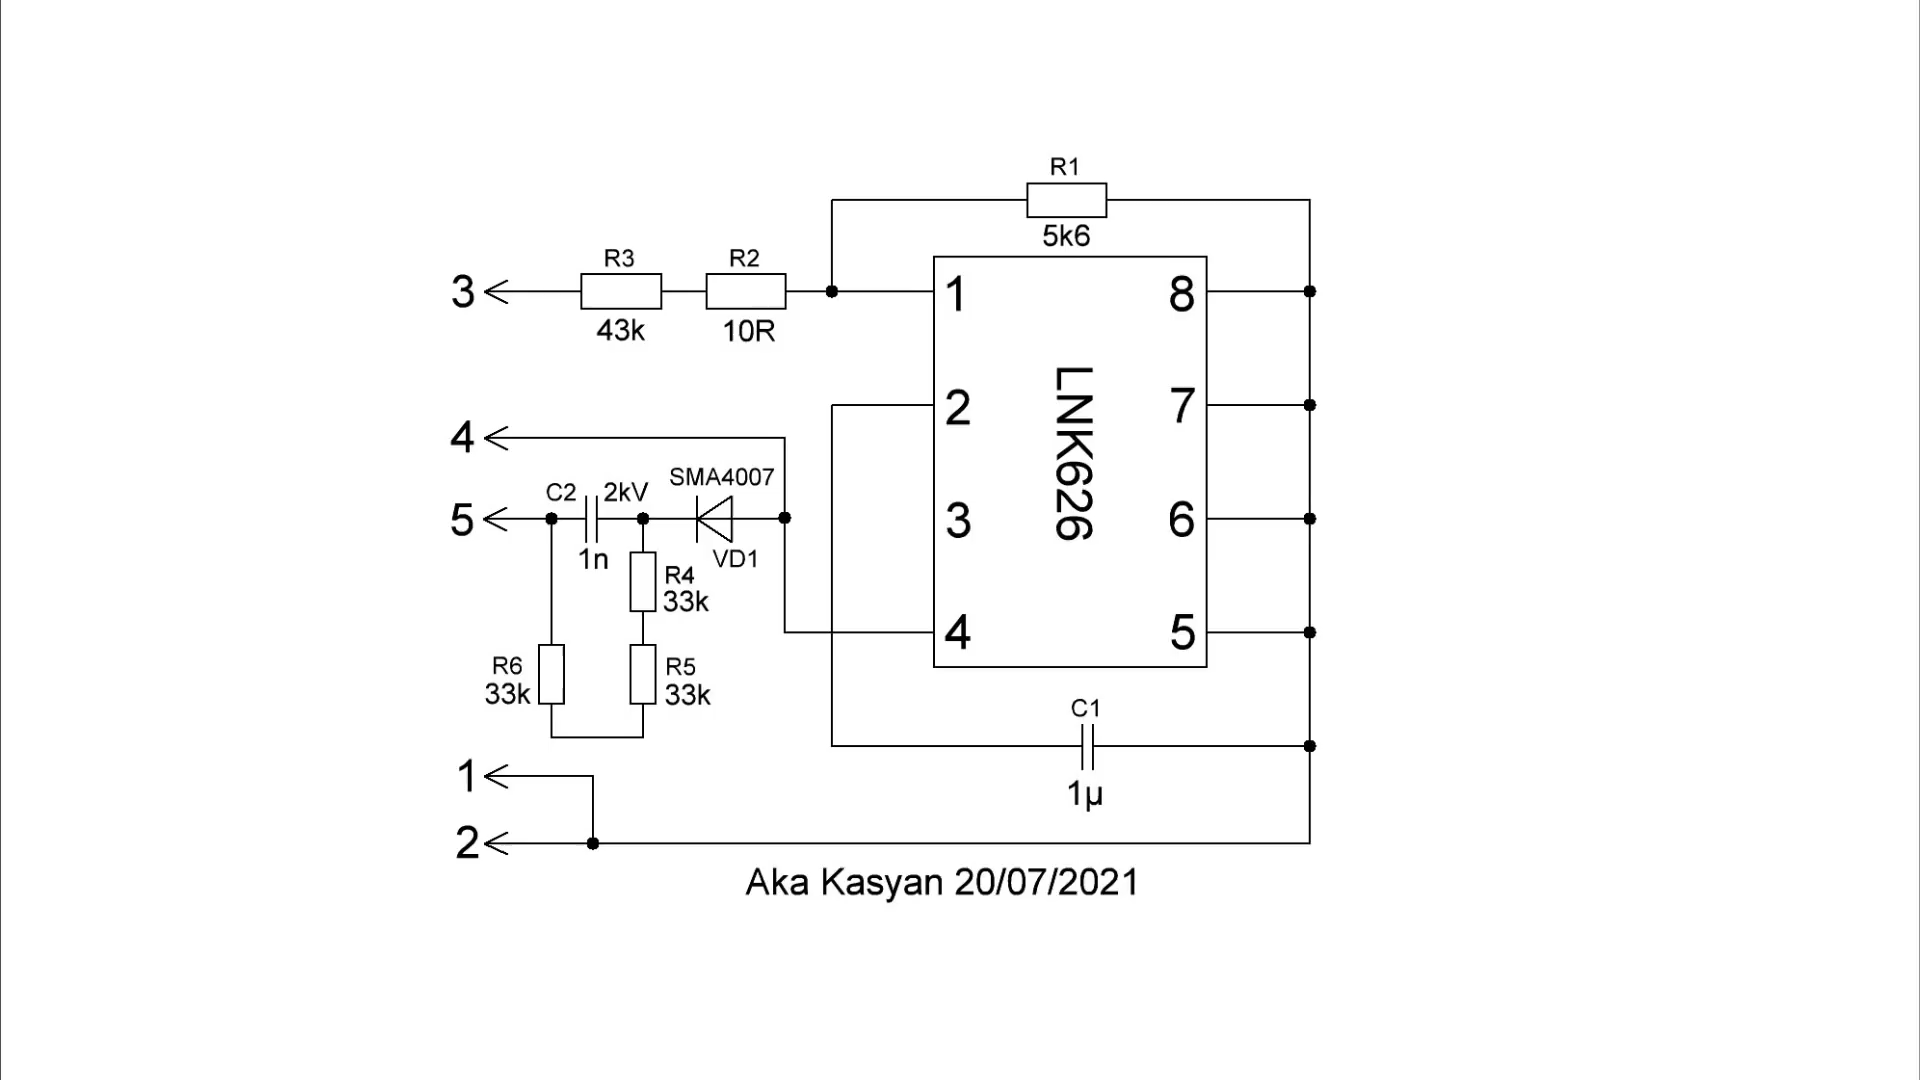 R1
5k6
R3
R2
3
43k
10R
1
8
2
7
LNK626
4
SMA4007
C2
2kV
5
1n
VD1
3
6
R4
33k
4
5
R6
33k
R5
33k
C1
1
1µ
2
Aka Kasyan 20/07/2021